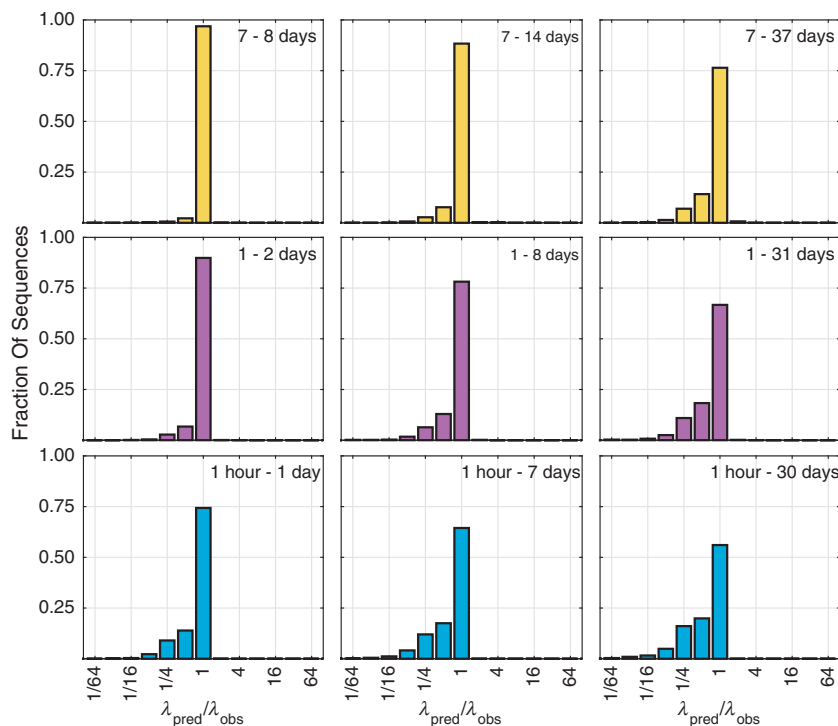 1.00
0.75
0.50
0.25
7 - 8 days
7 - 14 days
7 - 37 days
Fraction Of Sequences
1.00
0.75
0.50
0.25
1 - 2 days
1 - 8 days
1 - 31 days
1.00
0.75
0.50
0.25
1 hour - 1 day
1 hour - 7 days
1 hour - 30 days
1/64 1/16 1/4 1 4 16 64
1/64 1/16 1/4 1 4 16 64
1/64 1/16 1/4 1 4 16 64
λpred/λobs
λpred/λobs
λpred/λobs